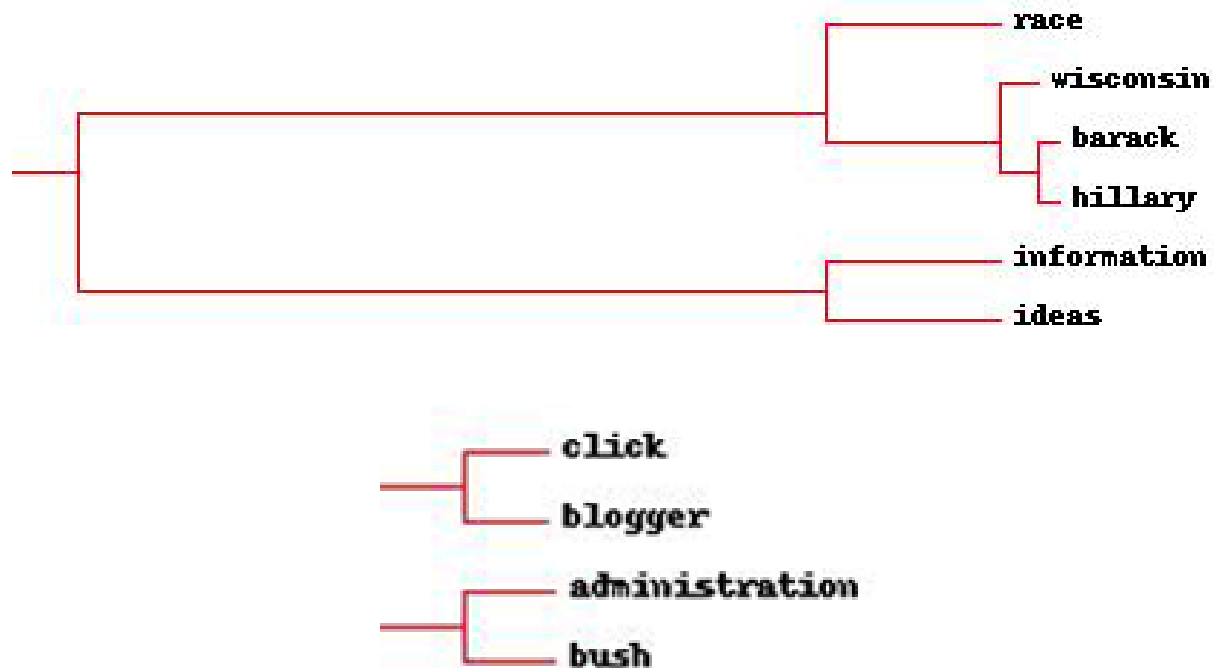 race
wisconsin
barack
hillary
information
ideas
click
blogger
administration
bush